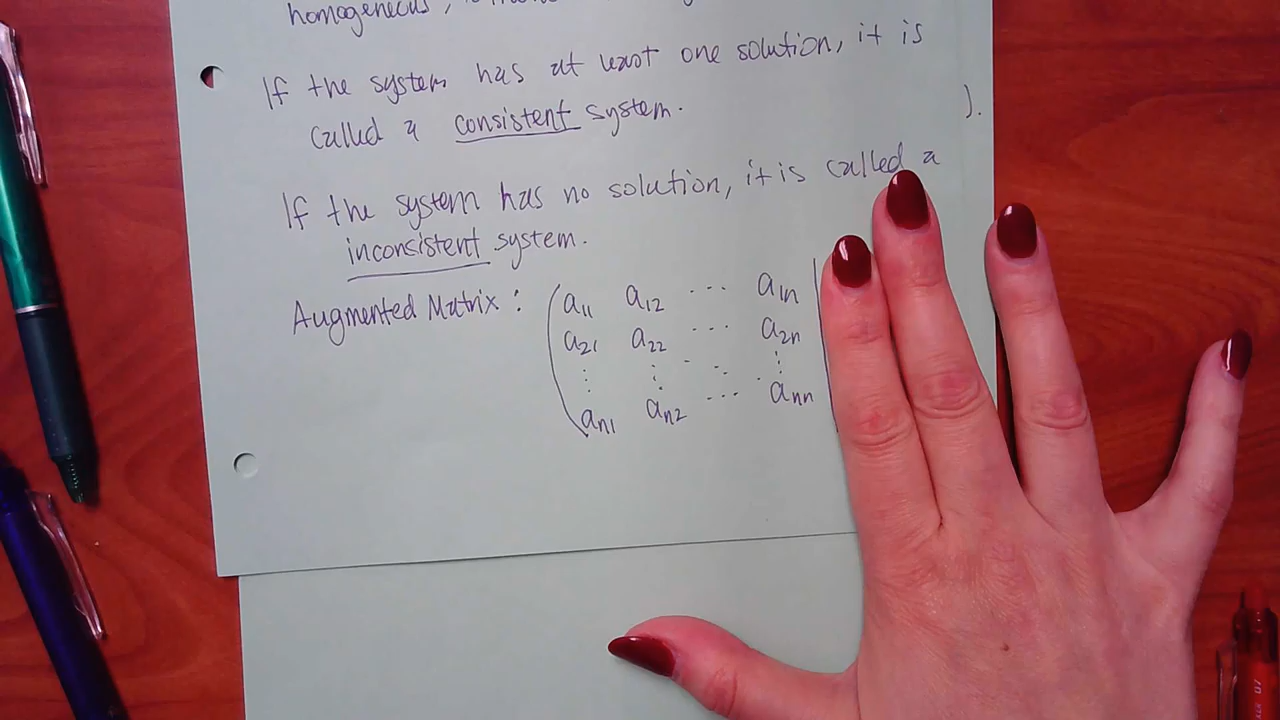 homogeneous,
If the system has at least one solution, it is
called a consistent system.
).
If the system has no solution, it is called a
inconsistent system.
Augmented Matrix : ( a11 a12 ... a1n |
a21 a22 ... a2n
⋮ ⋮ ⋱ ⋮
an1 an2 ... ann